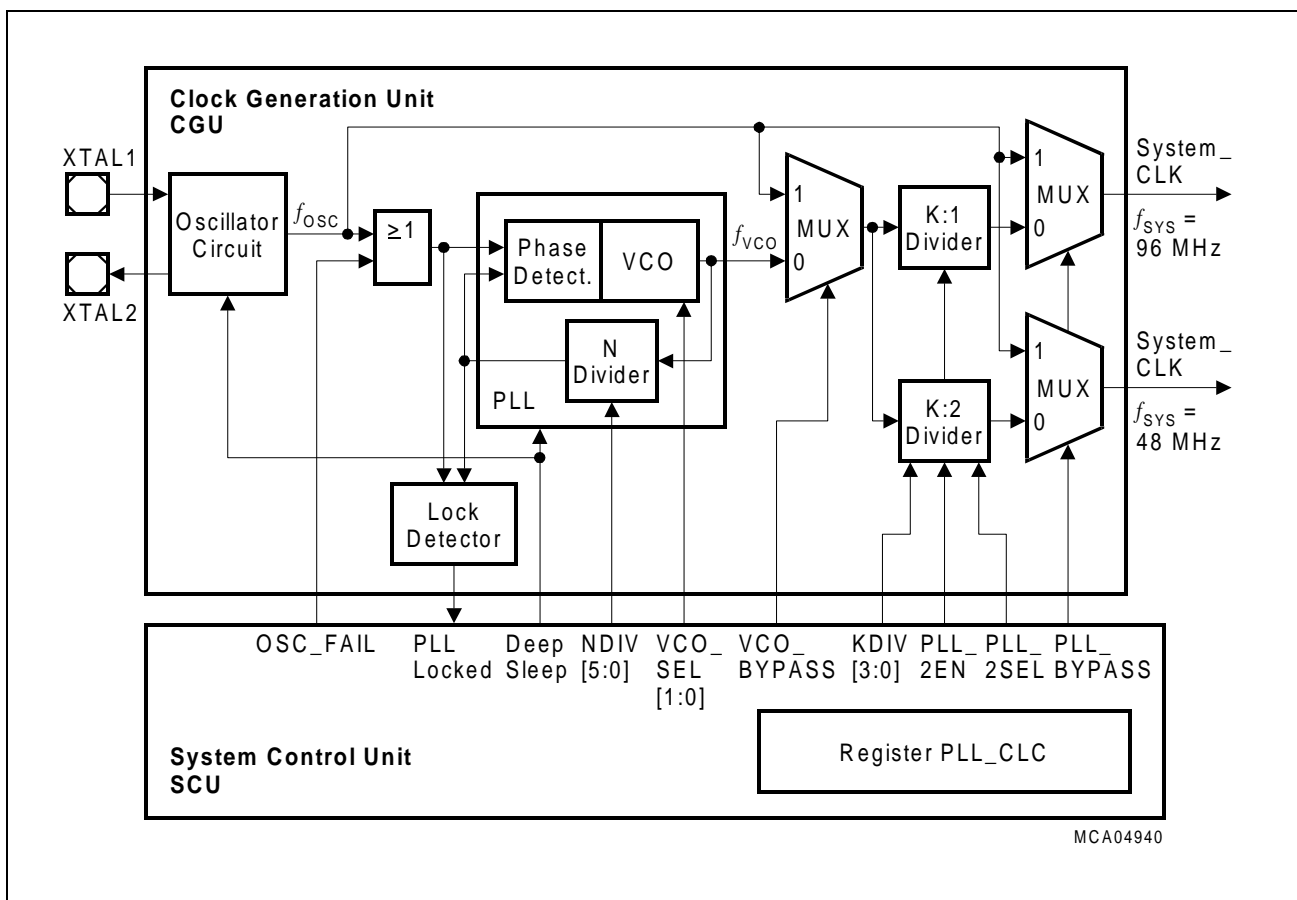 Clock Generation Unit
CGU
XTAL1
XTAL2
Oscillator
Circuit
fOSC
≥1
Phase
Detect.
VCO
N
Divider
PLL
fVCO
1
MUX
0
K:1
Divider
K:2
Divider
1
MUX
0
System_
CLK
fSYS =
96 MHz
1
MUX
0
System_
CLK
fSYS =
48 MHz
Lock
Detector
OSC_FAIL
PLL
Locked
Deep
Sleep
NDIV
[5:0]
VCO_
SEL
[1:0]
VCO_
BYPASS
KDIV
[3:0]
PLL_
2EN
PLL_
2SEL
PLL_
BYPASS
System Control Unit
SCU
Register PLL_CLC
MCA04940